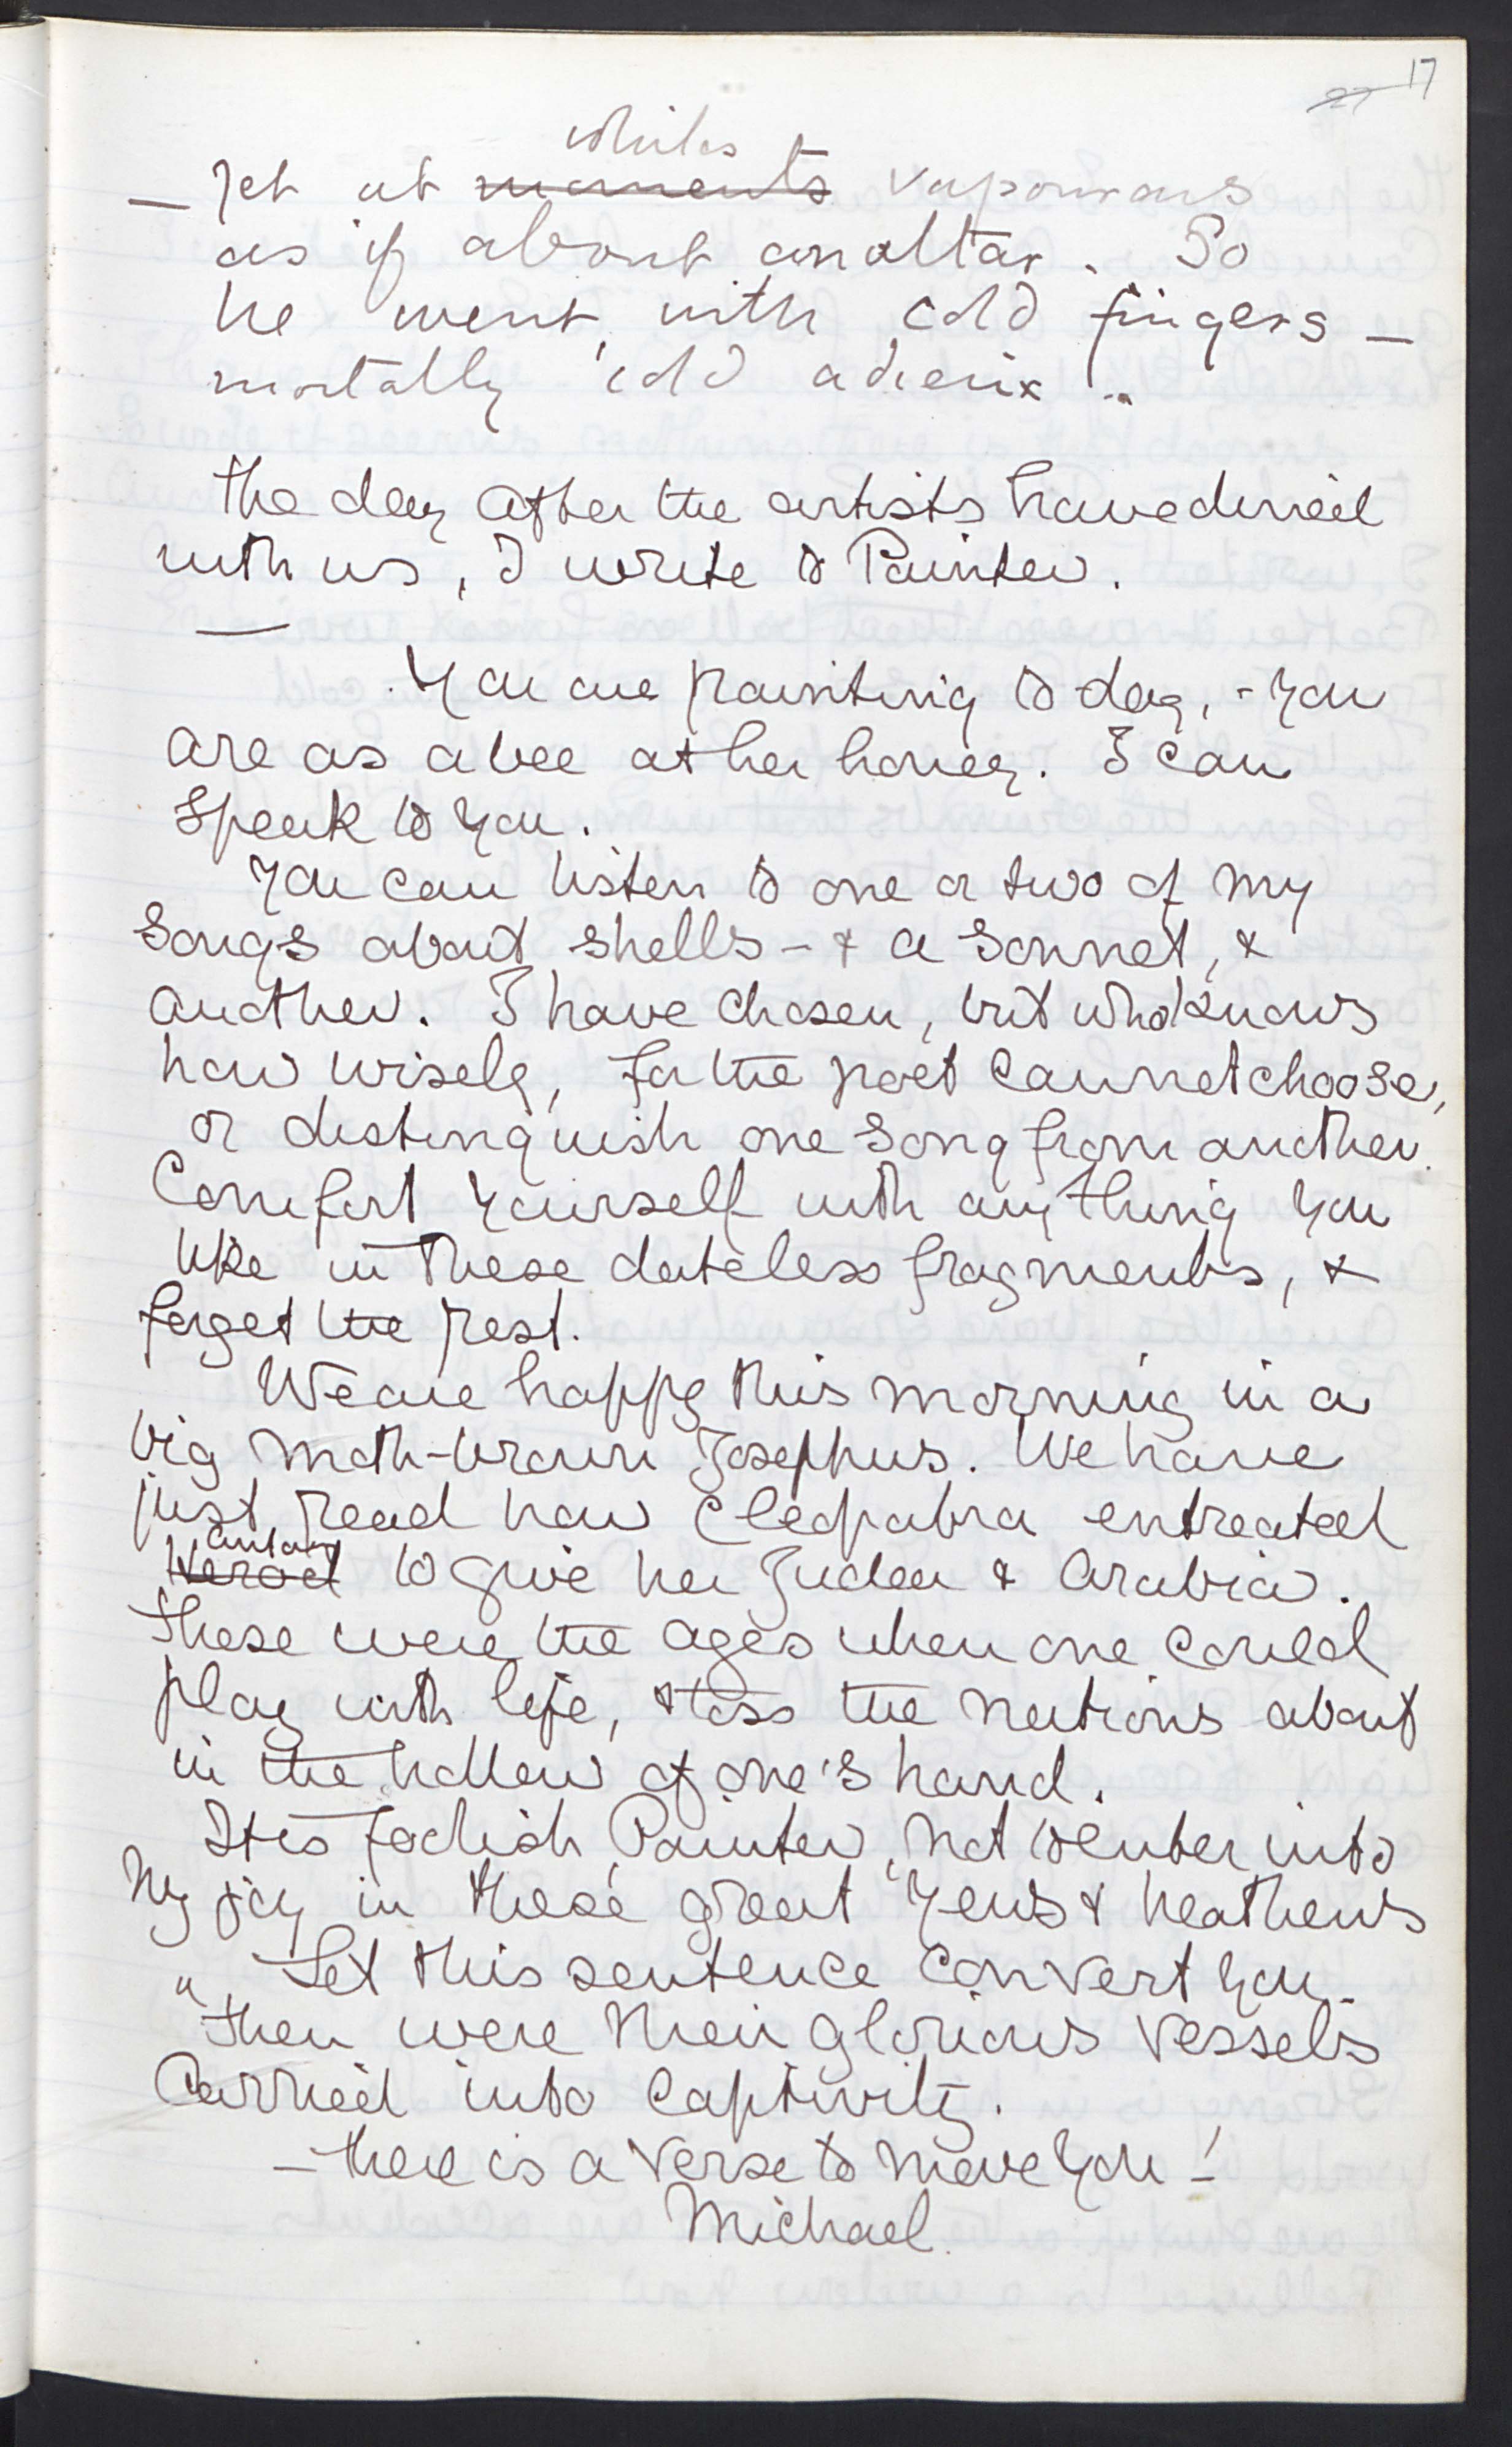 17
27
whiles
— Yet at moments vapourous
as if about an altar. So
he went, with cold fingers —
mortally cold adieux ..
The day after the artists have dined
with us, I write to Painter.
—
You are painting to day, - you
are as a bee at her honey. I can
speak to you.
You can listen to one or two of my
songs about shells - & a sonnet, &
another. I have chosen, but who knows
how wisely, for the poet cannot choose,
or distinguish one song from another.
Comfort yourself with anything you
like in these dateless fragments, &
forget the rest.
We are happy this morning in a
big moth-brown Josephus. We have
just read how Cleopatra entreated
Antony
Herod to give her Judea & Arabia.
These were the ages when one could
play with life, & toss the nations about
in the hollow of one's hand.
It is foolish, Painter, not to enter into
my joy in these great Jews & heathens
Let this sentence convert you.
"Then were their glorious vessels
carried into captivity.
— there is a verse to move you —!
Michael.